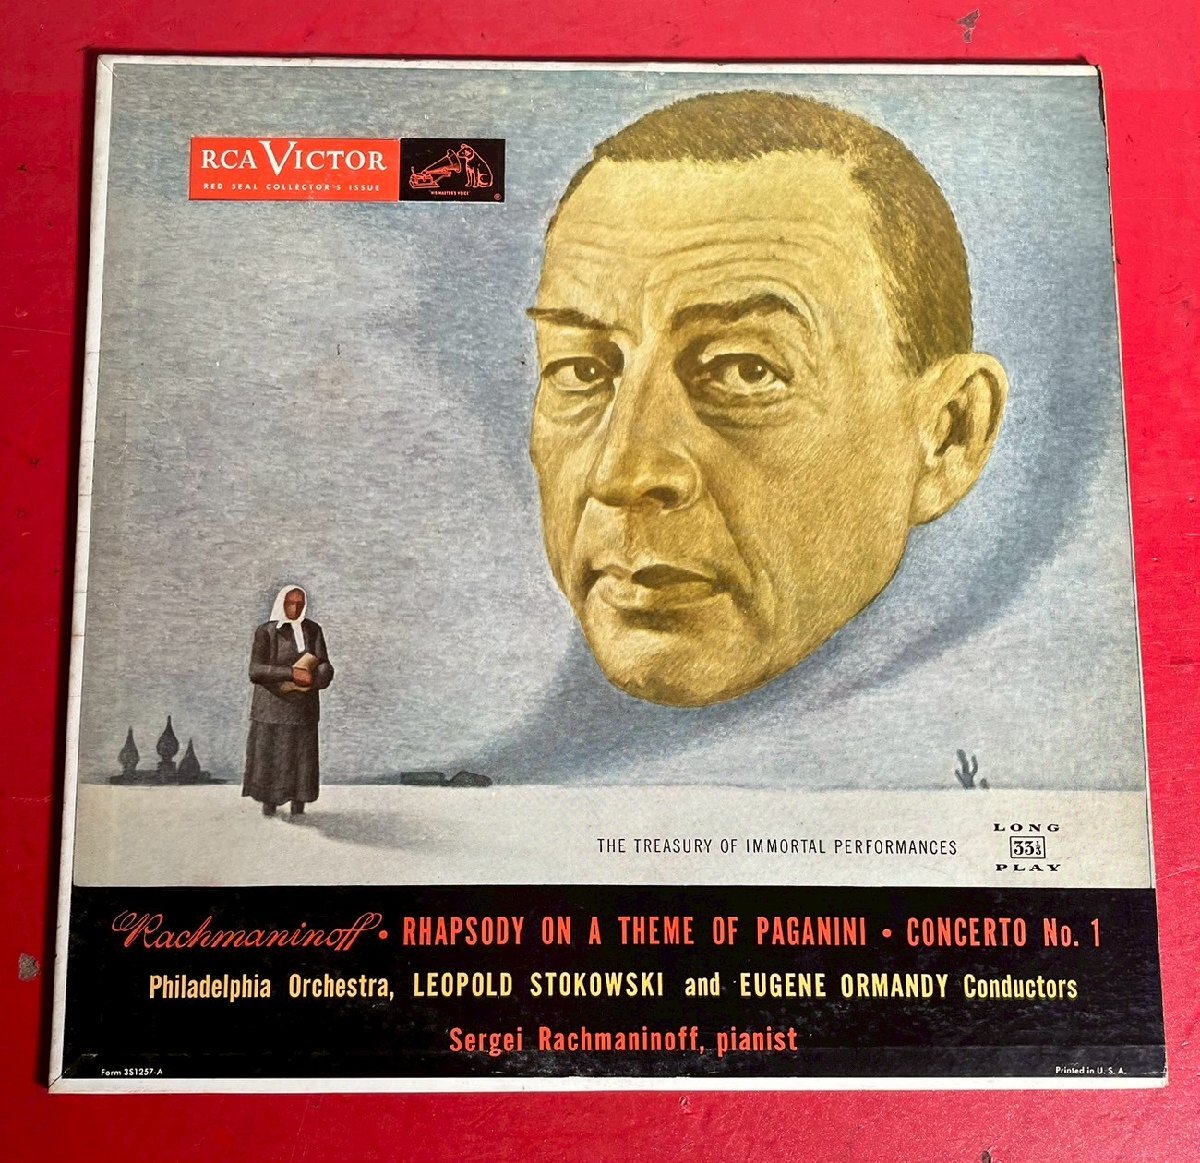 RCA VICTOR
RED SEAL COLLECTOR'S ISSUE
"HIS MASTER'S VOICE"
®
THE TREASURY OF IMMORTAL PERFORMANCES
LONG
33⅓
PLAY
Rachmaninoff • RHAPSODY ON A THEME OF PAGANINI • CONCERTO No. 1
Philadelphia Orchestra, LEOPOLD STOKOWSKI and EUGENE ORMANDY Conductors
Sergei Rachmaninoff, pianist
Form 3S1257-A
Printed in U. S. A.